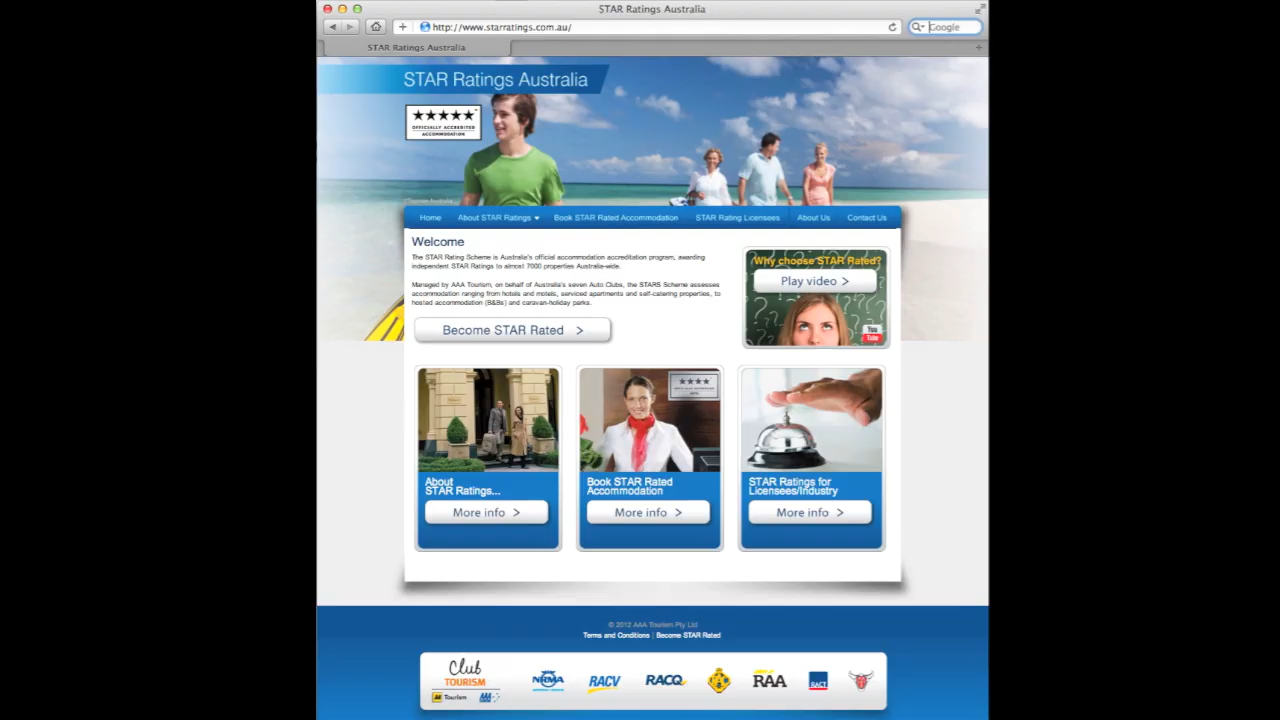 STAR Ratings Australia
http://www.starratings.com.au/
Google
STAR Ratings Australia
STAR Ratings Australia
OFFICIALLY ACCREDITED
ACCOMMODATION
Home
About STAR Ratings
Book STAR Rated Accommodation
STAR Rating Licensees
About Us
Contact Us
Welcome
The STAR Rating Scheme is Australia's official accommodation accreditation program, awarding
independent STAR Ratings to almost 7000 properties Australia-wide.
Managed by AAA Tourism, on behalf of Australia's seven Auto Clubs, the STARS Scheme assesses
accommodation ranging from hotels and motels, serviced apartments and self-catering properties, to
hosted accommodation (B&Bs) and caravan-holiday parks.
Become STAR Rated >
Why choose STAR Rated?
Play video >
You
Tube
About
STAR Ratings...
More info >
Book STAR Rated
Accommodation
More info >
STAR Ratings for
Licensees/Industry
More info >
© 2012 AAA Tourism Pty Ltd
Terms and Conditions | Become STAR Rated
Club
TOURISM
Tourism
NRMA
RACV
RACQ
RAA
RACT